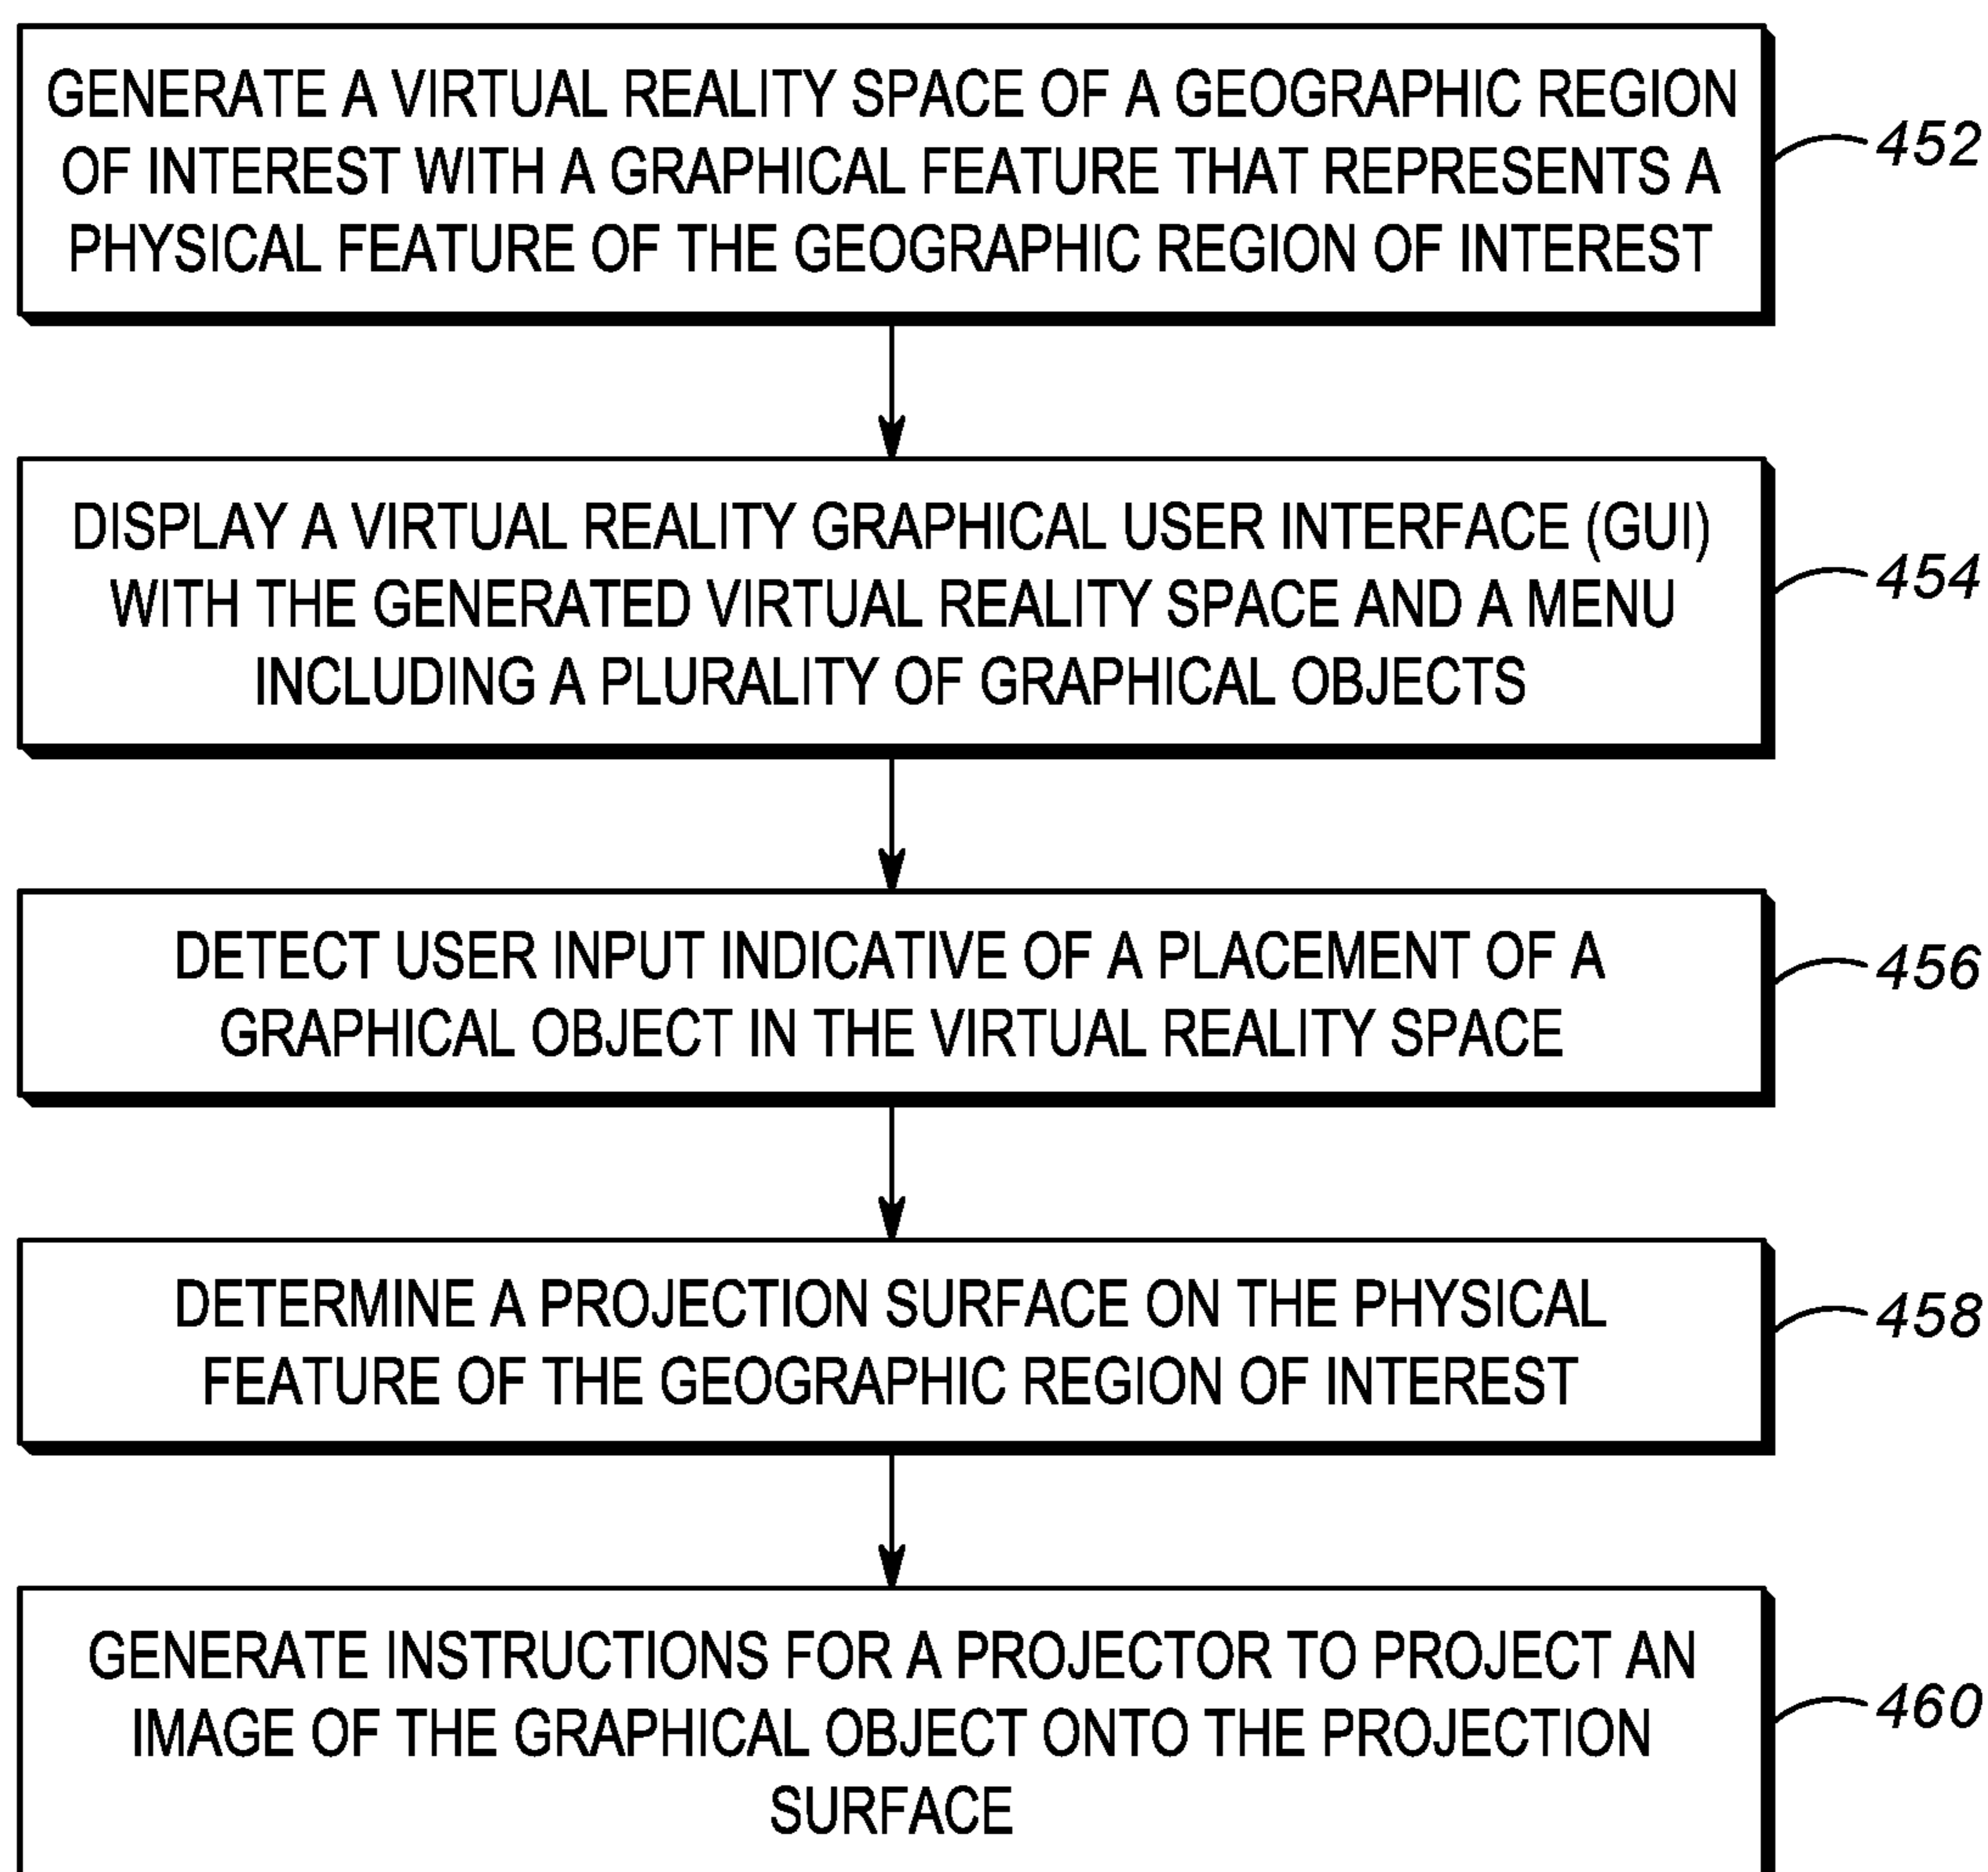 GENERATE A VIRTUAL REALITY SPACE OF A GEOGRAPHIC REGION
OF INTEREST WITH A GRAPHICAL FEATURE THAT REPRESENTS A
PHYSICAL FEATURE OF THE GEOGRAPHIC REGION OF INTEREST
452
DISPLAY A VIRTUAL REALITY GRAPHICAL USER INTERFACE (GUI)
WITH THE GENERATED VIRTUAL REALITY SPACE AND A MENU
INCLUDING A PLURALITY OF GRAPHICAL OBJECTS
454
DETECT USER INPUT INDICATIVE OF A PLACEMENT OF A
GRAPHICAL OBJECT IN THE VIRTUAL REALITY SPACE
456
DETERMINE A PROJECTION SURFACE ON THE PHYSICAL
FEATURE OF THE GEOGRAPHIC REGION OF INTEREST
458
GENERATE INSTRUCTIONS FOR A PROJECTOR TO PROJECT AN
IMAGE OF THE GRAPHICAL OBJECT ONTO THE PROJECTION
SURFACE
460